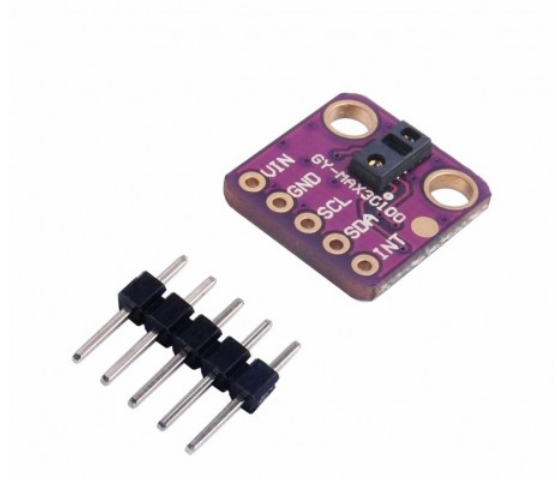 VIN
GND
SCL
SDA
INT
GY-MAX30100